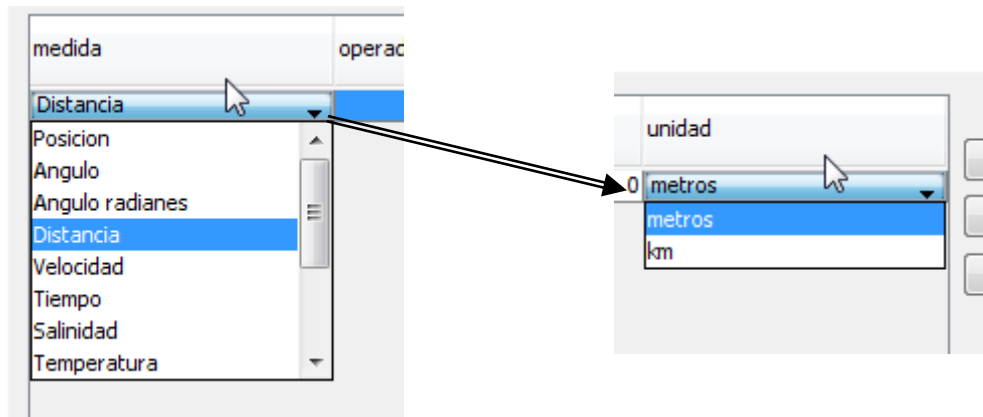 medida
operac
Distancia
Posicion
Angulo
Angulo radianes
Distancia
Velocidad
Tiempo
Salinidad
Temperatura
unidad
0 metros
metros
km